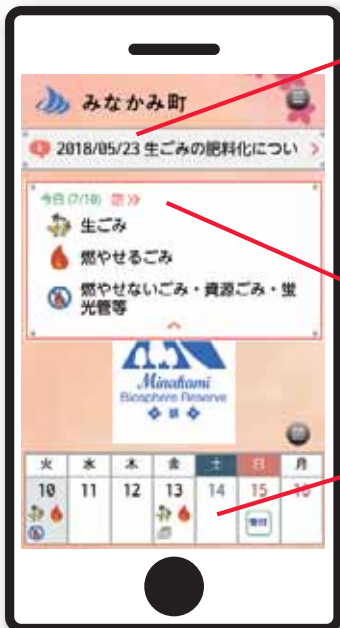 みなかみ町
2018/05/23 生ごみの肥料化につい
今日(7/10)
生ごみ
燃やせるごみ
燃やせないごみ・資源ごみ・蛍
光管等
Minakami
Biosphere Reserve
火 水 木 金 土 日 月
10 11 12 13 14 15 16
受付